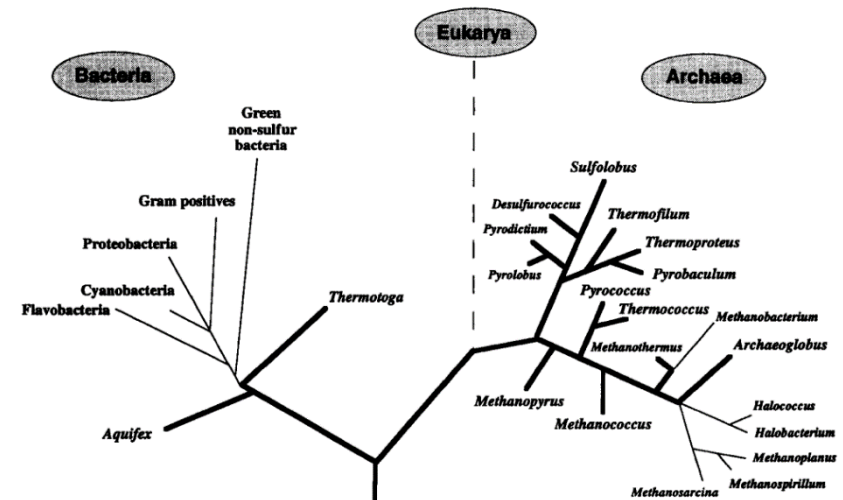 Eukarya
Bacteria
Archaea
Green
non-sulfur
bacteria
Sulfolobus
Gram positives
Desulfurococcus
Thermofilum
Pyrodictium
Proteobacteria
Thermoproteus
Pyrolobus
Pyrobaculum
Cyanobacteria
Pyrococcus
Flavobacteria
Thermotoga
Thermococcus
Methanobacterium
Methanothermus
Archaeoglobus
Methanopyrus
Halococcus
Methanococcus
Aquifex
Halobacterium
Methanoplanus
Methanospirillum
Methanosarcina